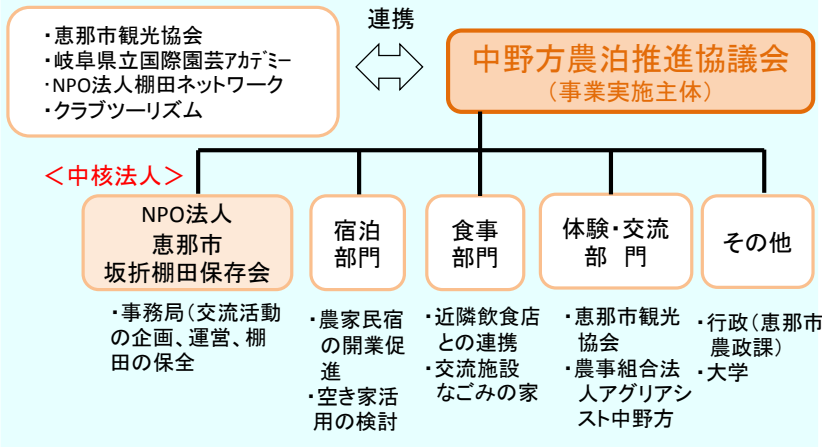 連携
・恵那市観光協会
・岐阜県立国際園芸ｱｶﾃﾞﾐｰ
・NPO法人棚田ネットワーク
・クラブツーリズム
中野方農泊推進協議会
（事業実施主体）
＜中核法人＞
NPO法人
恵那市
坂折棚田保存会
・事務局（交流活動
の企画、運営、棚
田の保全
宿泊
部門
・農家民宿
の開業促
進
・空き家活
用の検討
食事
部門
・近隣飲食店
との連携
・交流施設
なごみの家
体験・交流
部　門
・恵那市観光
協会
・農事組合法
人アグリアシ
スト中野方
その他
・行政（恵那市
農政課）
・大学